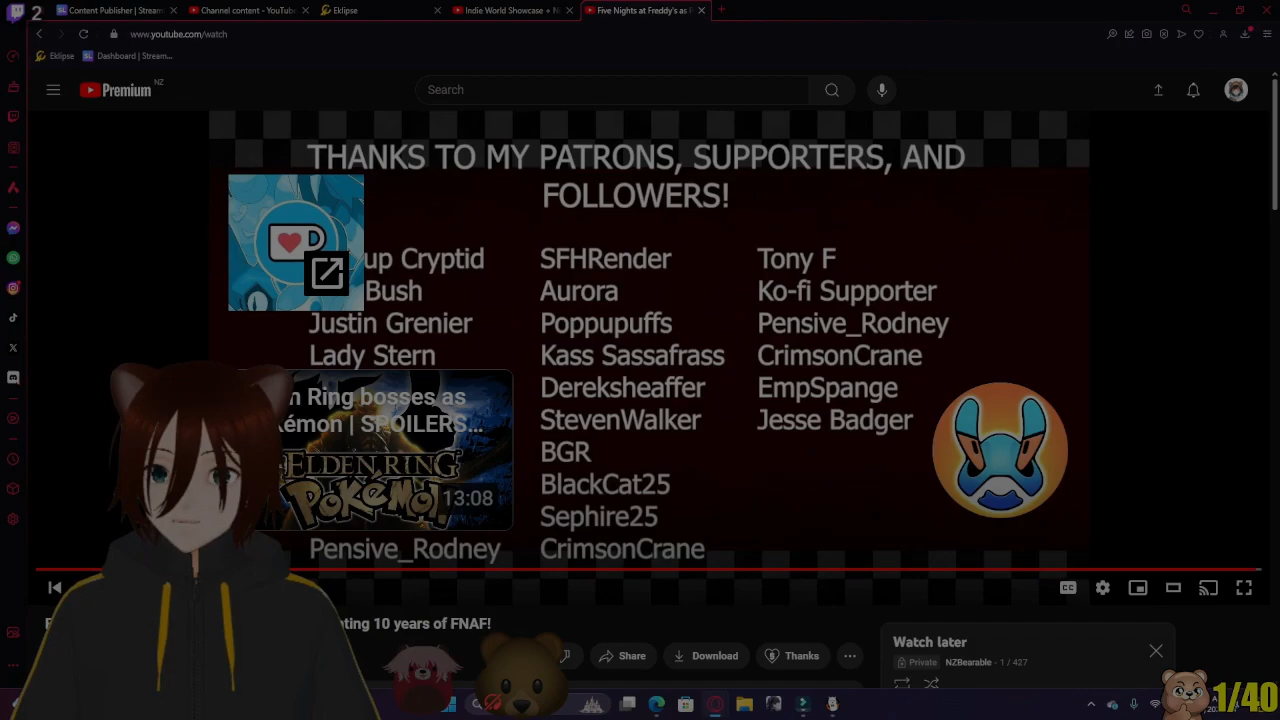 2
Content Publisher | Stream
Channel content - YouTube
Eklipse
Indie World Showcase
Five Nights at Freddy's as
www.youtube.com/watch
Eklipse
Dashboard | Stream...
Premium NZ
Search
THANKS TO MY PATRONS, SUPPORTERS, AND
FOLLOWERS!
up Cryptid
Bush
Justin Grenier
Lady Stern
Pensive_Rodney
SFHRender
Aurora
Poppupuffs
Kass Sassafrass
Dereksheaffer
StevenWalker
BGR
BlackCat25
Sephire25
CrimsonCrane
Tony F
Ko-fi Supporter
Pensive_Rodney
CrimsonCrane
EmpSpange
Jesse Badger
Ring bosses as
| SPOILERS...
ELDEN RING
POKéMON
13:08
CC
10 years of FNAF!
Share
Download
Thanks
Watch later
Private NZBearable - 1 / 427
1/40